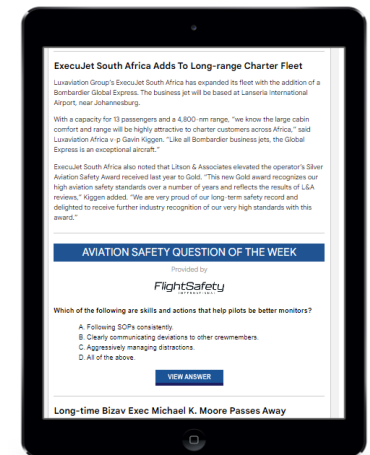 ExecuJet South Africa Adds To Long-range Charter Fleet
Luxaviation Group's ExecuJet South Africa has expanded its fleet with the addition of a
Bombardier Global Express. The business jet will be based at Lanseria International
Airport, near Johannesburg.
With a capacity for 13 passengers and a 4,800-nm range, "we know the large cabin
comfort and range will be highly attractive to charter customers across Africa," said
Luxaviation Africa v-p Gavin Kiggen. "Like all Bombardier business jets, the Global
Express is an exceptional aircraft."
ExecuJet South Africa also noted that Litson & Associates elevated the operator's Silver
Aviation Safety Award received last year to Gold. "This new Gold award recognizes our
high aviation safety standards over a number of years and reflects the results of L&A
reviews," Kiggen added. "We are very proud of our long-term safety record and
delighted to receive further industry recognition of our very high standards with this
award."
AVIATION SAFETY QUESTION OF THE WEEK
Provided by
FlightSafety
INTERNATIONAL
Which of the following are skills and actions that help pilots be better monitors?
A. Following SOPs consistently.
B. Clearly communicating deviations to other crewmembers.
C. Aggressively managing distractions.
D. All of the above.
VIEW ANSWER
Long-time Bizav Exec Michael K. Moore Passes Away